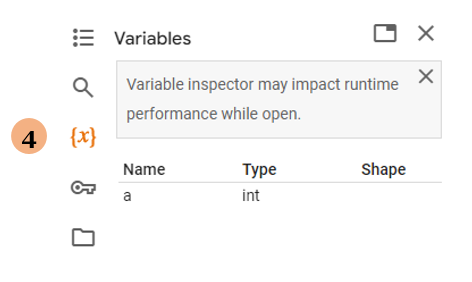 Variables
Variable inspector may impact runtime
performance while open.
4
{x}
Name Type Shape
a int